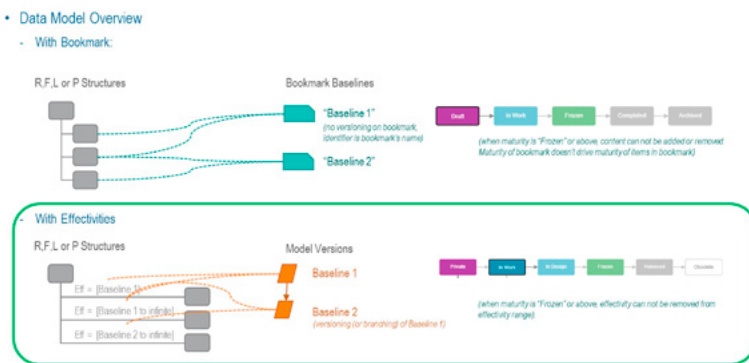 • Data Model Overview
- With Bookmark:
R,F,L or P Structures
Bookmark Baselines
"Baseline 1"
(no versioning on bookmark,
Identifier is bookmark's name)
"Baseline 2"
Draft
In Work
Frozen
Completed
Archived
(when maturity is "Frozen" or above, content can not be added or removed
Maturity of bookmark doesn't drive maturity of items in bookmark)
- With Effectivities
R,F,L or P Structures
Model Versions
Eff = [Baseline 1]
Eff = [Baseline 1 to infinite]
Eff = [Baseline 2 to infinite]
Baseline 1
Baseline 2
(versioning (or branching) of Baseline 1)
Private
In Work
In Design
Frozen
Released
Obsolete
(when maturity is "Frozen" or above, effectivity can not be removed from
effectivity range)